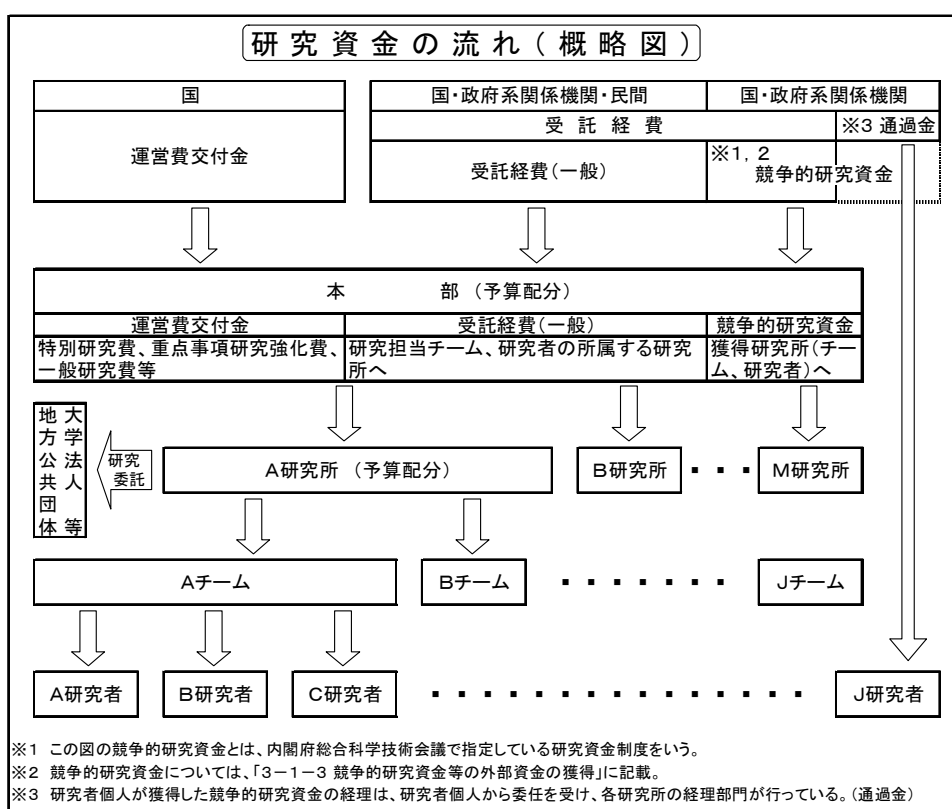 研究資金の流れ(概略図)
国
国・政府系関係機関・民間
国・政府系関係機関
運営費交付金
受託経費
※3 通過金
受託経費(一般)
※1,2
競争的研究資金
本部(予算配分)
運営費交付金
受託経費(一般)
競争的研究資金
特別研究費、重点事項研究強化費、
一般研究費等
研究担当チーム、研究者の所属する研究
所へ
獲得研究所(チー
ム、研究者)へ
大学法人等
地方公共団体
研究
委託
A研究所 (予算配分)
B研究所
・・・
M研究所
Aチーム
Bチーム
・・・・・・・
Jチーム
A研究者
B研究者
C研究者
・・・・・・・・・・・・・・・
J研究者
※1 この図の競争的研究資金とは、内閣府総合科学技術会議で指定している研究資金制度をいう。
※2 競争的研究資金については、「3-1-3 競争的研究資金等の外部資金の獲得」に記載。
※3 研究者個人が獲得した競争的研究資金の経理は、研究者個人から委任を受け、各研究所の経理部門が行っている。(通過金)